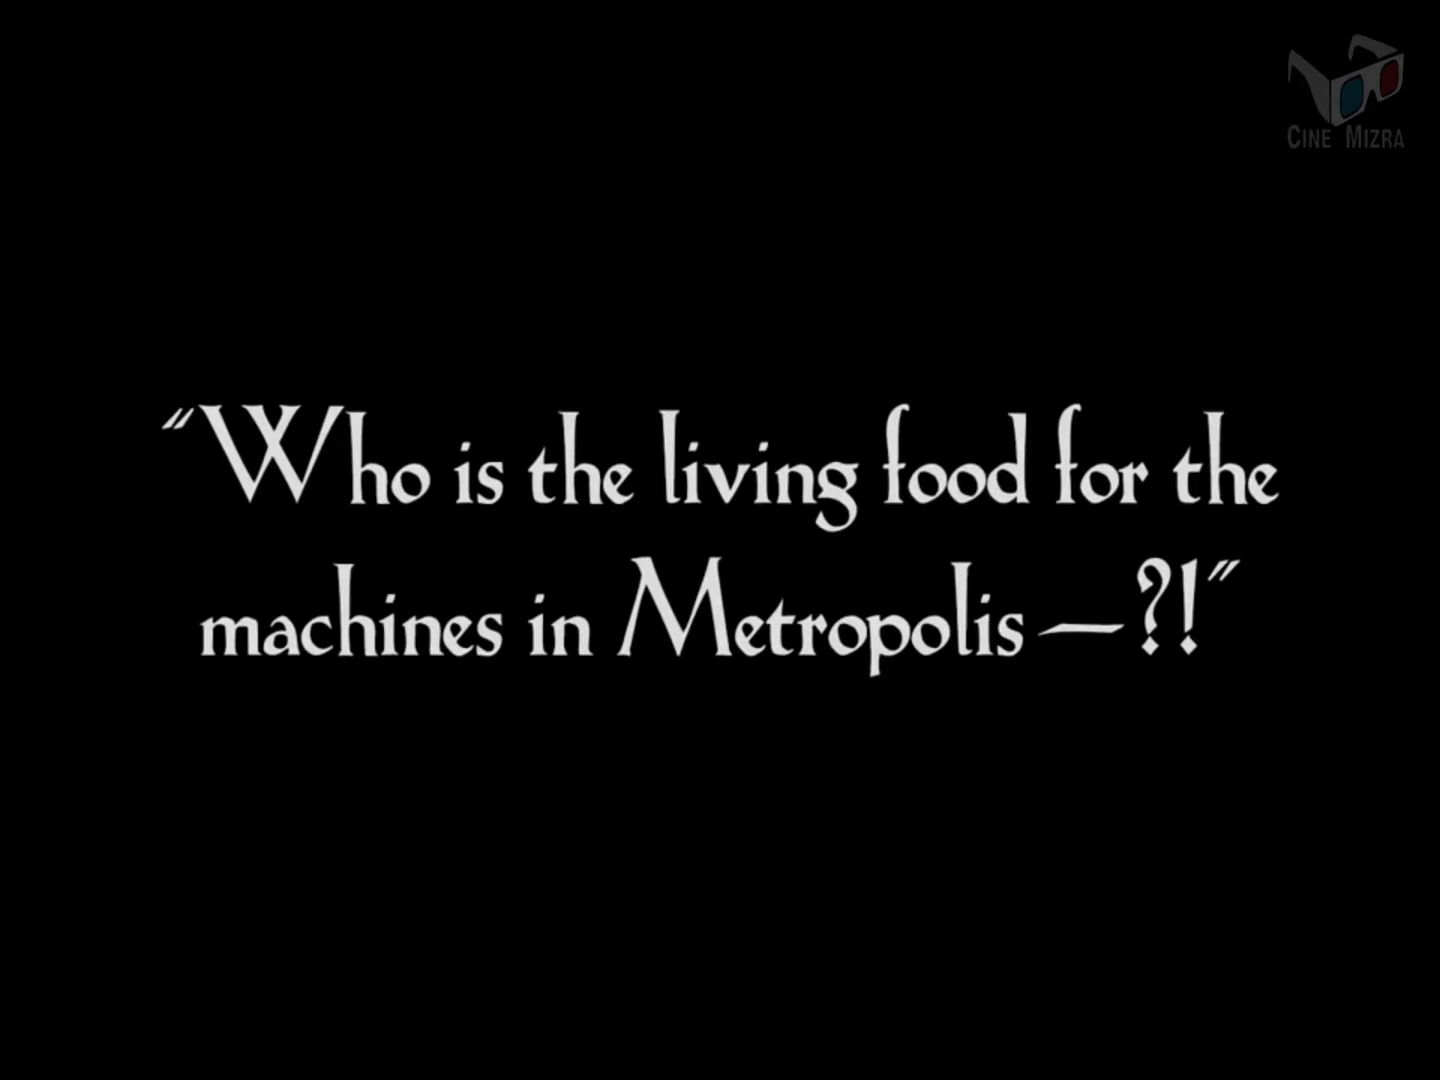 CINE MIZRA
"Who is the living food for the
machines in Metropolis —?!"